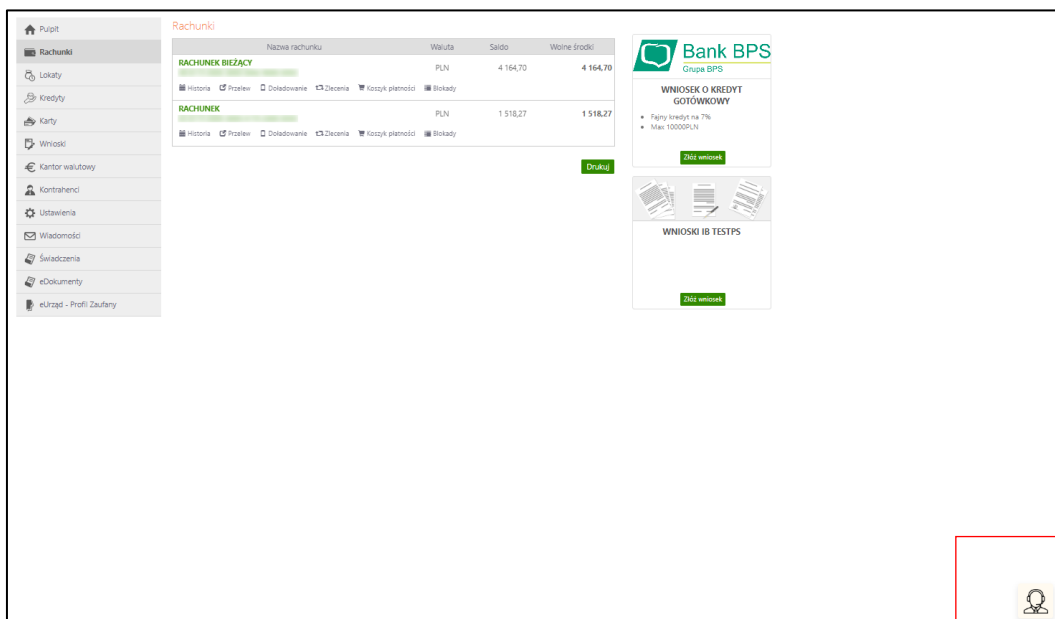 Pulpit
Rachunki
Lokaty
Kredyty
Karty
Wnioski
Kantor walutowy
Kontrahenci
Ustawienia
Wiadomości
Świadczenia
eDokumenty
eUrząd - Profil Zaufany
Rachunki
Nazwa rachunku Waluta Saldo Wolne środki
RACHUNEK BIEŻĄCY
PLN 4 164,70 4 164,70
Historia Przelew Doładowanie Zlecenia Koszyk płatności Blokady
RACHUNEK
PLN 1 518,27 1 518,27
Historia Przelew Doładowanie Zlecenia Koszyk płatności Blokady
Drukuj
Bank BPS
Grupa BPS
WNIOSEK O KREDYT
GOTÓWKOWY
Fajny kredyt na 7%
Max 10000PLN
Złóż wniosek
WNIOSKI IB TESTPS
Złóż wniosek